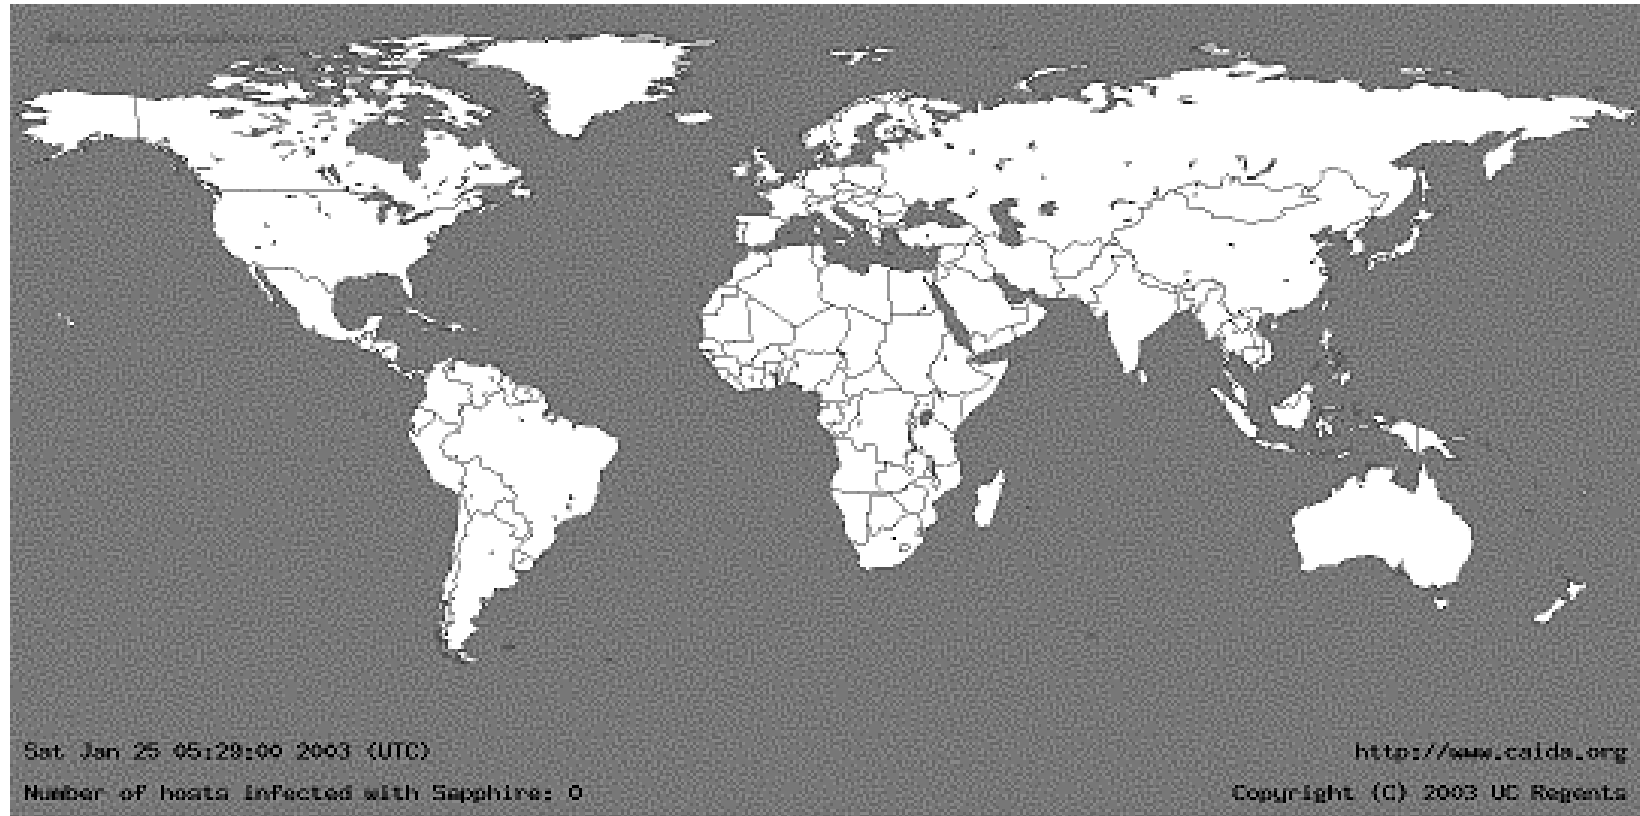 Sat Jan 25 05:29:00 2003 (UTC)
http://www.caida.org
Number of hosts infected with Sapphire: 0
Copyright (C) 2003 UC Regents